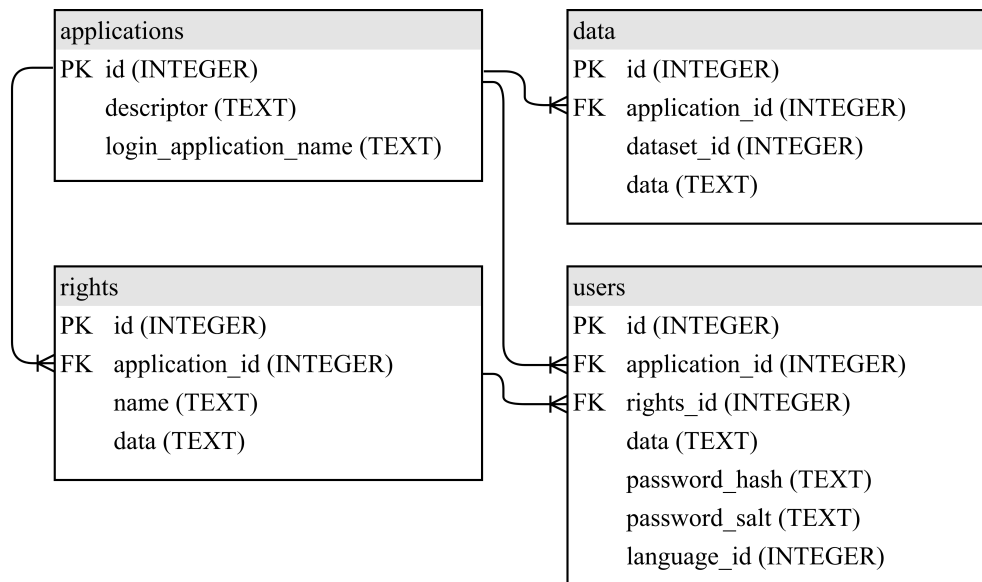 applications
PK id (INTEGER)
descriptor (TEXT)
login_application_name (TEXT)
data
PK id (INTEGER)
FK application_id (INTEGER)
dataset_id (INTEGER)
data (TEXT)
rights
PK id (INTEGER)
FK application_id (INTEGER)
name (TEXT)
data (TEXT)
users
PK id (INTEGER)
FK application_id (INTEGER)
FK rights_id (INTEGER)
data (TEXT)
password_hash (TEXT)
password_salt (TEXT)
language_id (INTEGER)